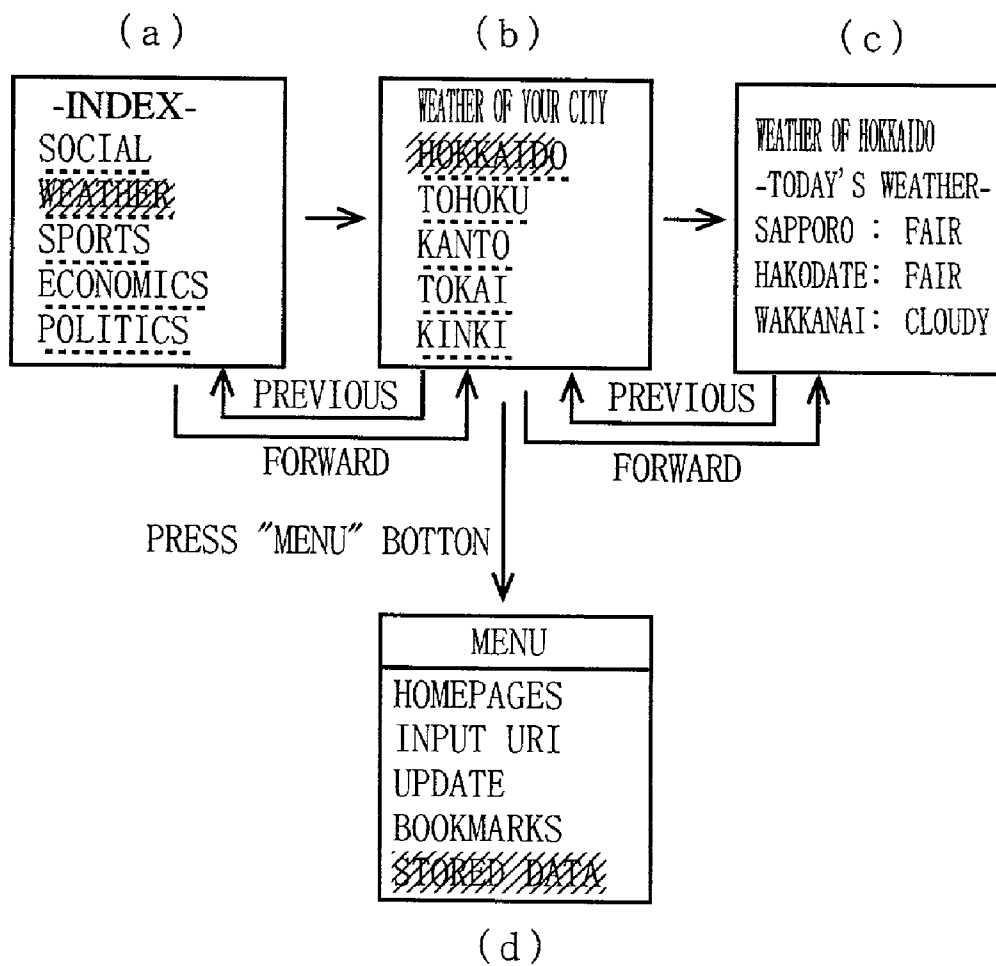 (a)
-INDEX-
SOCIAL
WEATHER
SPORTS
ECONOMICS
POLITICS
(b)
WEATHER OF YOUR CITY
HOKKAIDO
TOHOKU
KANTO
TOKAI
KINKI
(c)
WEATHER OF HOKKAIDO
-TODAY'S WEATHER-
SAPPORO : FAIR
HAKODATE: FAIR
WAKKANAI: CLOUDY
PREVIOUS
FORWARD
PREVIOUS
FORWARD
PRESS "MENU" BOTTON
MENU
HOMEPAGES
INPUT URI
UPDATE
BOOKMARKS
STORED DATA
(d)